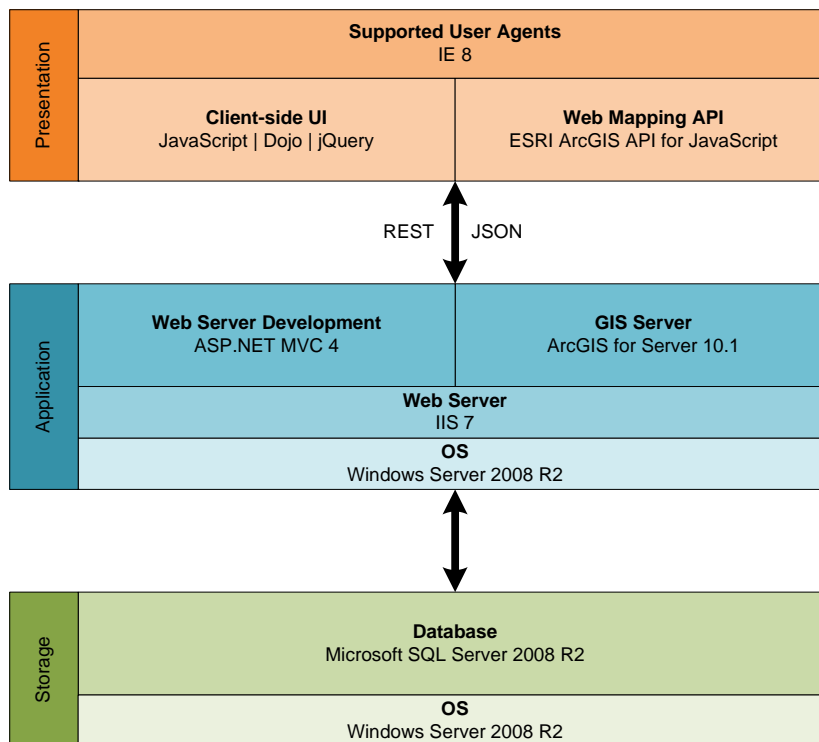 Presentation
Supported User Agents
IE 8
Client-side UI
JavaScript | Dojo | jQuery
Web Mapping API
ESRI ArcGIS API for JavaScript
REST
JSON
Application
Web Server Development
ASP.NET MVC 4
GIS Server
ArcGIS for Server 10.1
Web Server
IIS 7
OS
Windows Server 2008 R2
Storage
Database
Microsoft SQL Server 2008 R2
OS
Windows Server 2008 R2